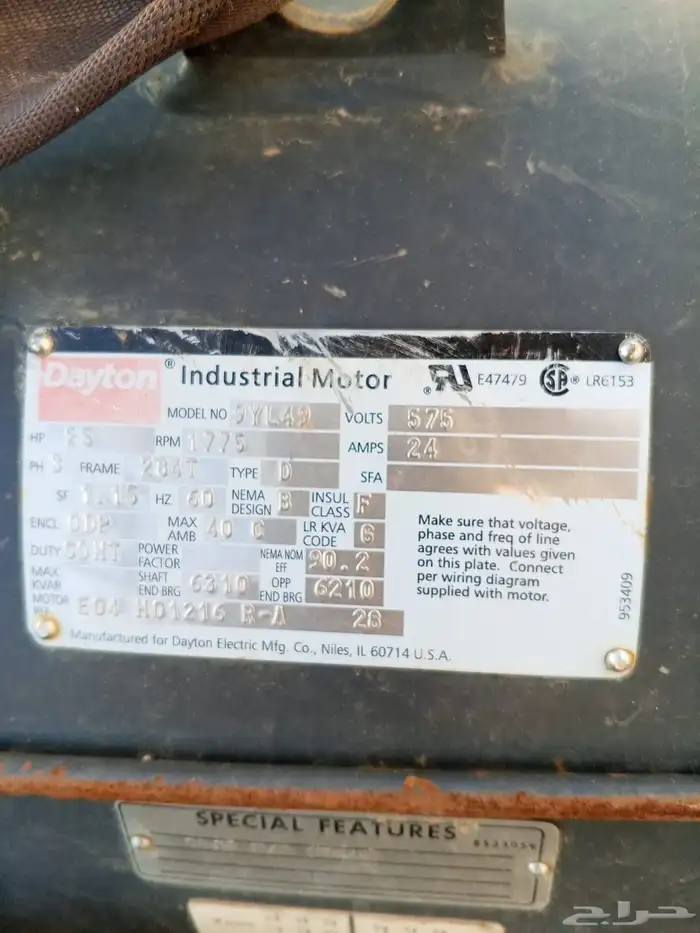 Dayton® Industrial Motor E47479 SP® LR6153
MODEL NO 9YL49 VOLTS 575
HP 25 RPM 1775 AMPS 24
PH 3 FRAME 284T TYPE D SFA
SF 1.15 HZ 60 NEMA DESIGN B INSUL CLASS F
ENCL ODP MAX AMB 40 C LR KVA CODE G
DUTY CONT POWER FACTOR NEMA NOM EFF 90.2
MAX KVAR SHAFT END BRG 6310 OPP END BRG 6210
MOTOR MFR E04 H01216 R-A 28
Make sure that voltage,
phase and freq of line
agrees with values given
on this plate. Connect
per wiring diagram
supplied with motor.
953409
Manufactured for Dayton Electric Mfg. Co., Niles, IL 60714 U.S.A.
SPECIAL FEATURES
حراج